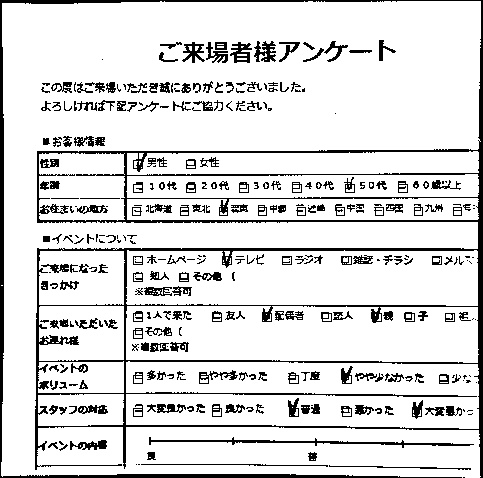 ご来場者様アンケート
この度はご来場いただき誠にありがとうございました。
よろしければ下記アンケートにご協力ください。
■お客様情報
性別 男性 女性
年齢 10代 20代 30代 40代 50代 60歳以上
お住まいの地方 北海道 東北 関東 中部 近畿 中国 四国 九州
■イベントについて
ご来場になったきっかけ ホームページ テレビ ラジオ 雑誌・チラシ メルマ
知人 その他 (
※複数回答可
ご来場いただいたお連れ様 1人で来た 友人 配偶者 恋人 親 子 祖
その他 (
※複数回答可
イベントのボリューム 多かった やや多かった 丁度 やや少なかった 少な
スタッフの対応 大変良かった 良かった 普通 悪かった 大変悪かっ
イベントの内容
良 普